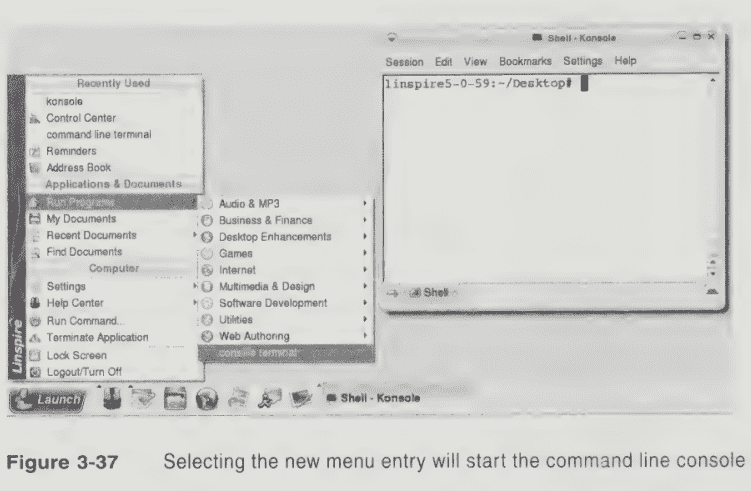 Shell - Konsole
Session Edit View Bookmarks Settings Help
linspire5-0-59:~/Desktop#
Shell
Recently Used
konsole
Control Center
command line terminal
Reminders
Address Book
Applications & Documents
Run Programs
My Documents
Recent Documents
Find Documents
Computer
Settings
Help Center
Run Command...
Terminate Application
Lock Screen
Logout/Turn Off
Linspire
Audio & MP3
Business & Finance
Desktop Enhancements
Games
Internet
Multimedia & Design
Software Development
Utilities
Web Authoring
console terminal
Launch
Shell - Konsole
Figure 3-37 Selecting the new menu entry will start the command line console